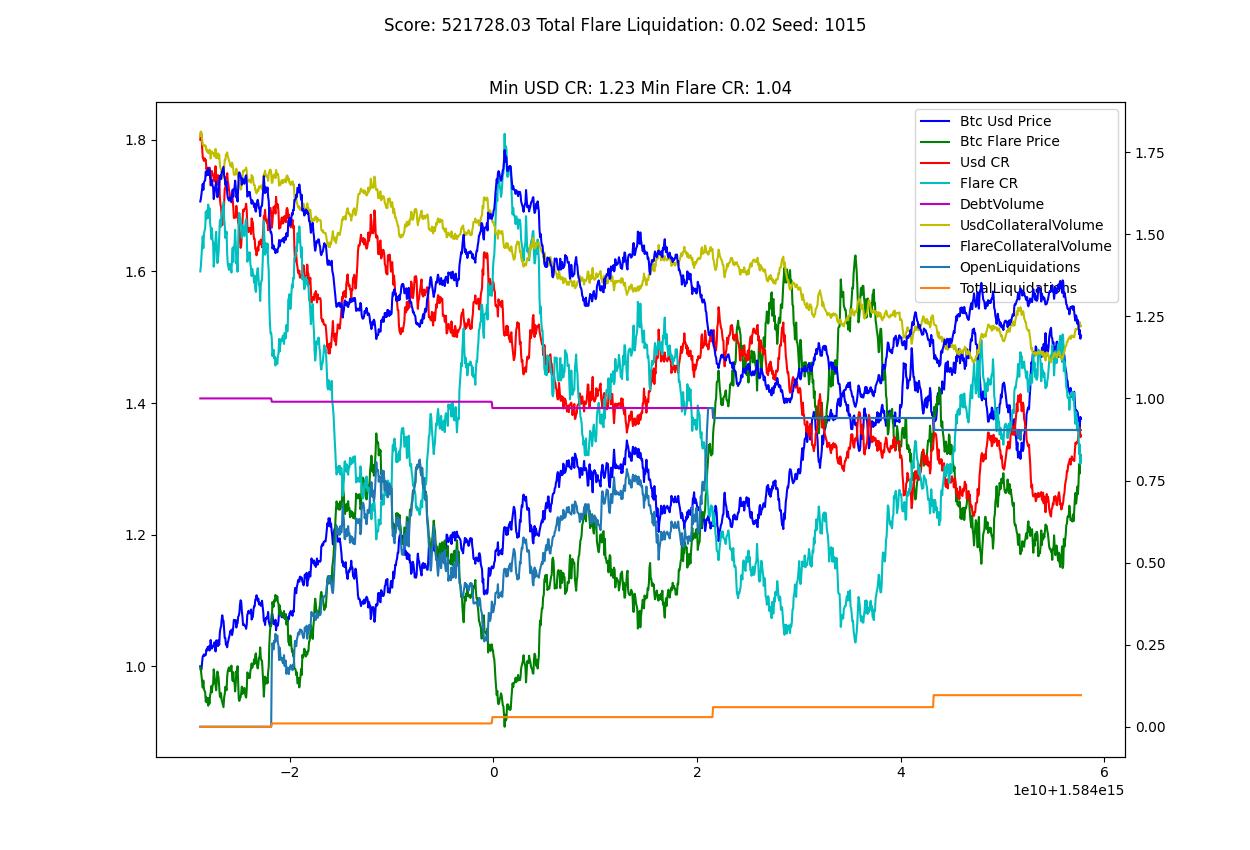 Score: 521728.03 Total Flare Liquidation: 0.02 Seed: 1015
Min USD CR: 1.23 Min Flare CR: 1.04
Btc Usd Price
Btc Flare Price
Usd CR
Flare CR
DebtVolume
UsdCollateralVolume
FlareCollateralVolume
OpenLiquidations
TotalLiquidations
1.8
1.6
1.4
1.2
1.0
1.75
1.50
1.25
1.00
0.75
0.50
0.25
0.00
−2
0
2
4
6
1e10+1.584e15